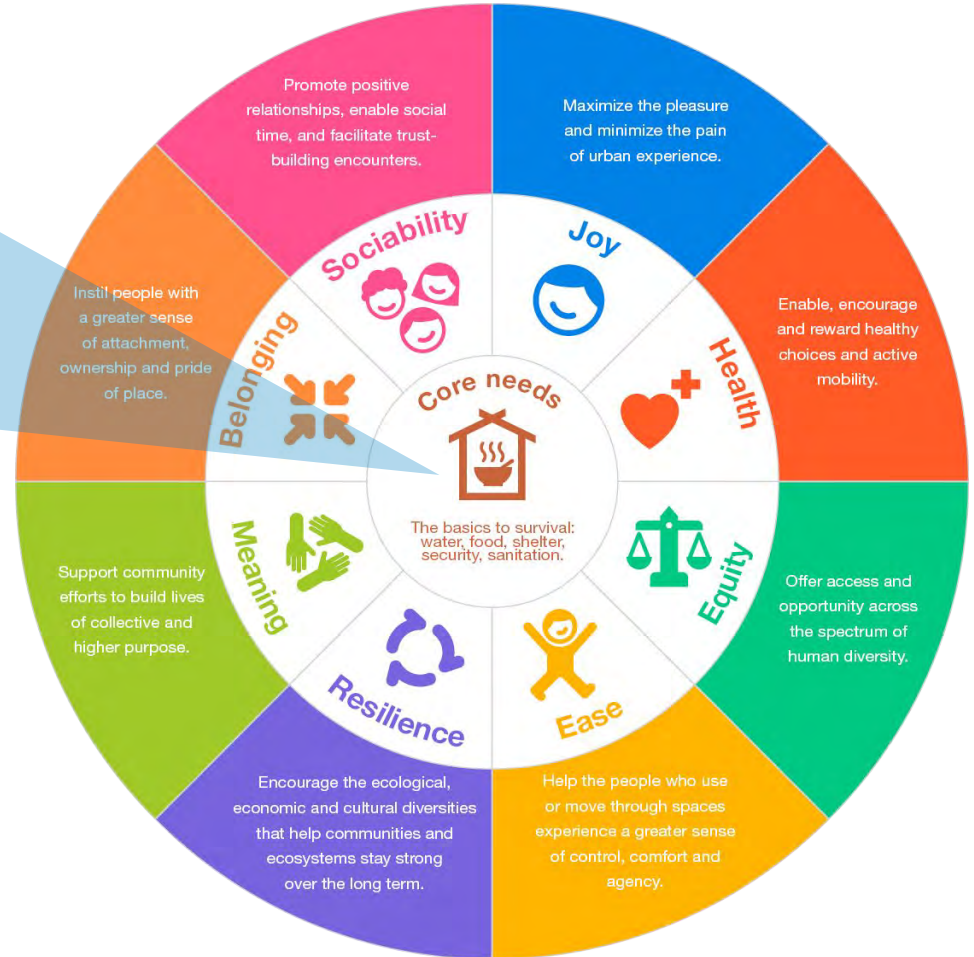 Promote positive
relationships, enable social
time, and facilitate trust-
building encounters.
Sociability
Maximize the pleasure
and minimize the pain
of urban experience.
Joy
Enable, encourage
and reward healthy
choices and active
mobility.
Health
Offer access and
opportunity across
the spectrum of
human diversity.
Equity
Help the people who use
or move through spaces
experience a greater sense
of control, comfort and
agency.
Ease
Encourage the ecological,
economic and cultural diversities
that help communities and
ecosystems stay strong
over the long term.
Resilience
Support community
efforts to build lives
of collective and
higher purpose.
Meaning
Instil people with
a greater sense
of attachment,
ownership and pride
of place.
Belonging
Core needs
The basics to survival:
water, food, shelter,
security, sanitation.